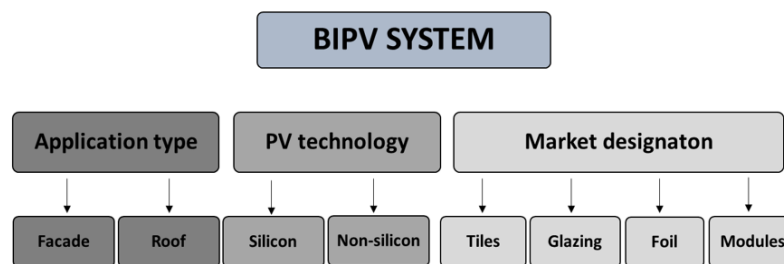 BIPV SYSTEM
Application type
PV technology
Market designaton
Facade
Roof
Silicon
Non-silicon
Tiles
Glazing
Foil
Modules